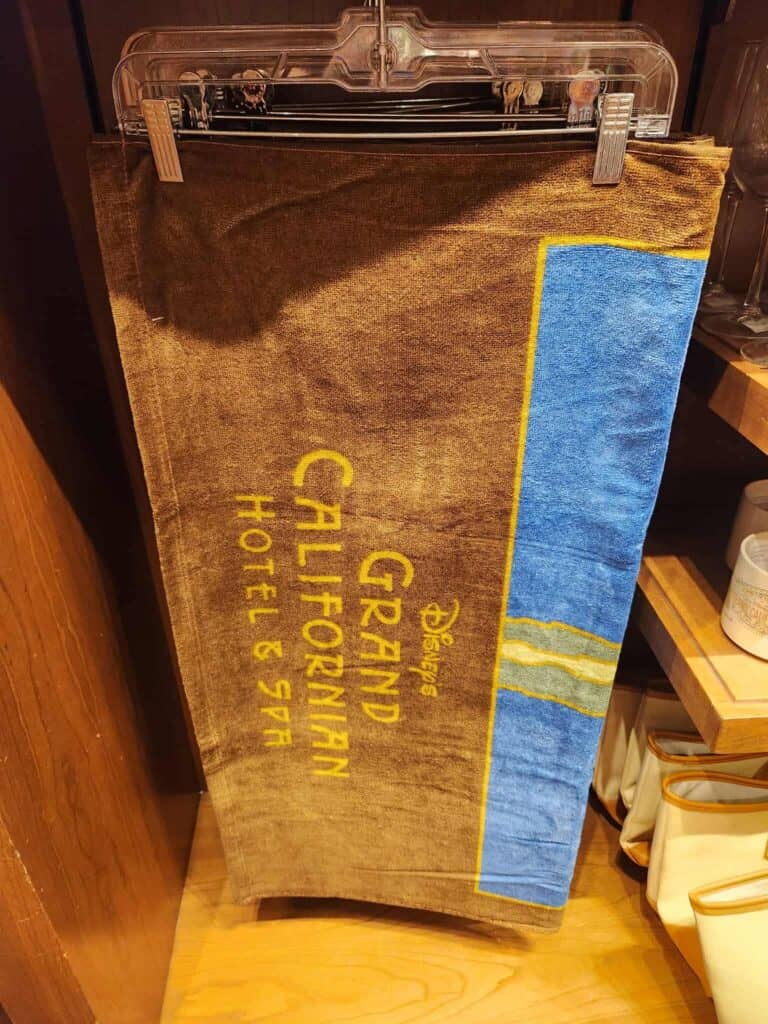 Disney's
GRAND
CALIFORNIAN
HOTEL & SPA